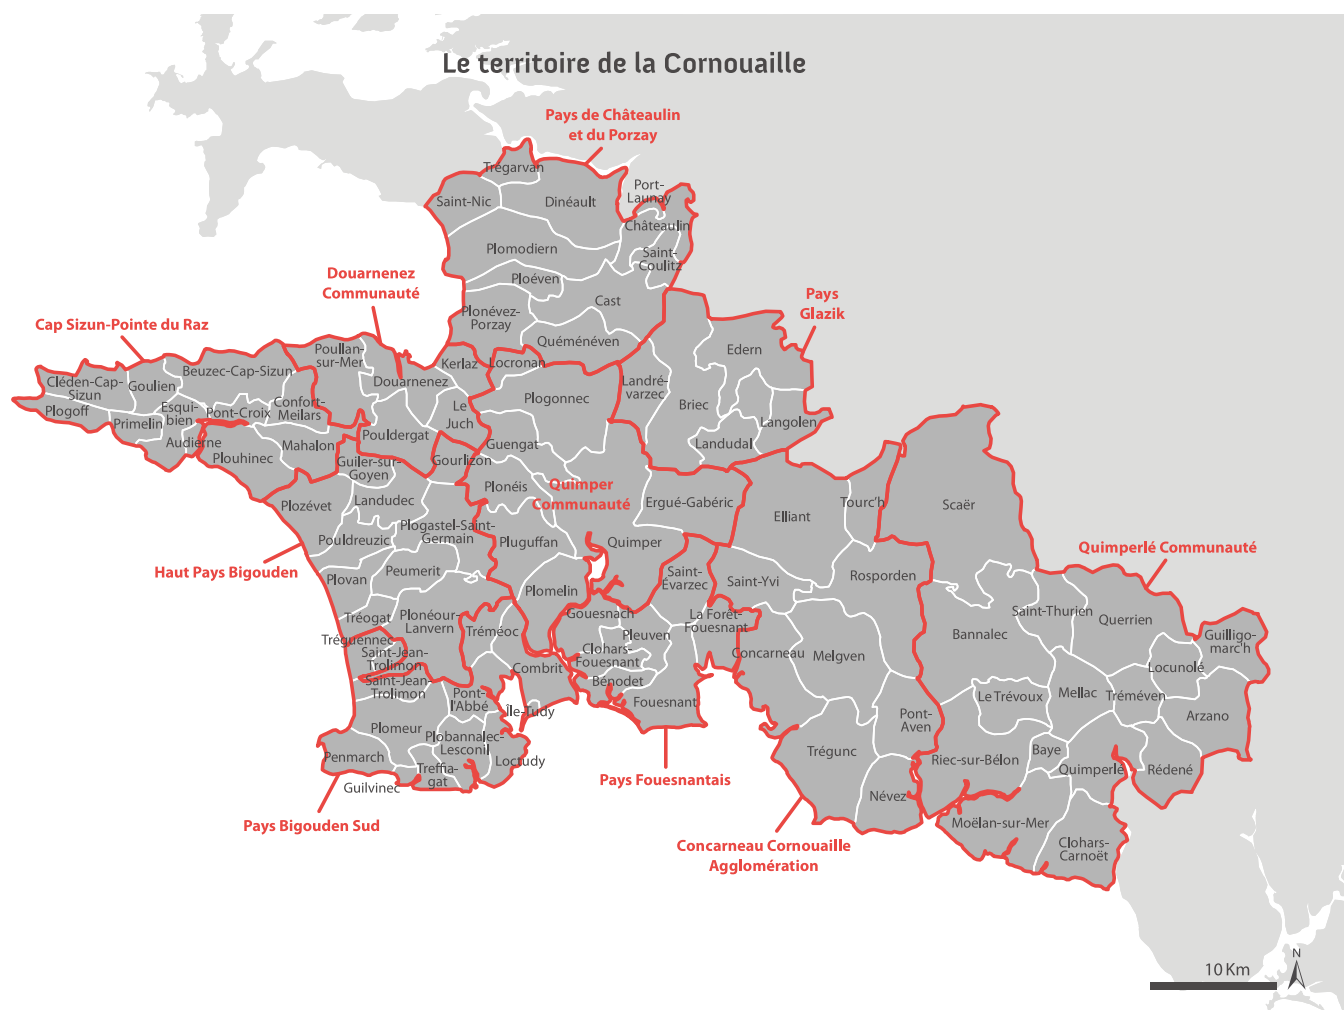 Le territoire de la Cornouaille
Pays de Châteaulin
et du Porzay
Trégarvan
Port-
Launay
Saint-Nic
Dinéault
Châteaulin
Plomodiern
Saint-
Coulitz
Douarnenez
Communauté
Ploéven
Cast
Pays
Glazik
Plonévez-
Porzay
Cap Sizun-Pointe du Raz
Quéménéven
Edern
Poullan-
sur-Mer
Kerlaz
Locronan
Beuzec-Cap-Sizun
Douarnenez
Landré-
varzec
Cléden-Cap-
Sizun
Goulien
Plogonnec
Briec
Confort-
Meilars
Le
Juch
Plogoff
Esqui-
bien
Pont-Croix
Primelin
Langolen
Audierne
Mahalon
Pouldergat
Guengat
Landudal
Plouhinec
Guiler-sur-
Goyen
Gourlizon
Plonéis
Quimper
Communauté
Ergué-Gabéric
Tourc'h
Scaër
Plozévet
Landudec
Elliant
Plogastel-Saint-
Germain
Pouldreuzic
Pluguffan
Quimper
Quimperlé Communauté
Haut Pays Bigouden
Plovan
Peumerit
Saint-
Évarzec
Saint-Yvi
Rosporden
Plomelin
Trégat
Plonéour-
Lanvern
Gouesnach
La Forêt-
Fouesnant
Saint-Thurien
Querrien
Tréguennec
Tréméoc
Pleuven
Bannalec
Guilligo-
marc'h
Saint-Jean-
Trolimon
Clohars-
Fouesnant
Concarneau
Melgven
Combrit
Locunolé
Saint-Jean-
Trolimon
Bénodet
Pont-
l'Abbé
Fouesnant
Le Trévoux
Mellac
Tréméven
Île-Tudy
Pont-
Aven
Arzano
Plomeur
Plobannalec-
Lesconil
Trégunc
Baye
Penmarch
Loctudy
Riec-sur-Bélon
Quimperlé
Rédené
Treffia-
gat
Pays Fouesnantais
Guilvinec
Névez
Pays Bigouden Sud
Moëlan-sur-Mer
Concarneau Cornouaille
Agglomération
Clohars-
Carnoët
N
10 Km